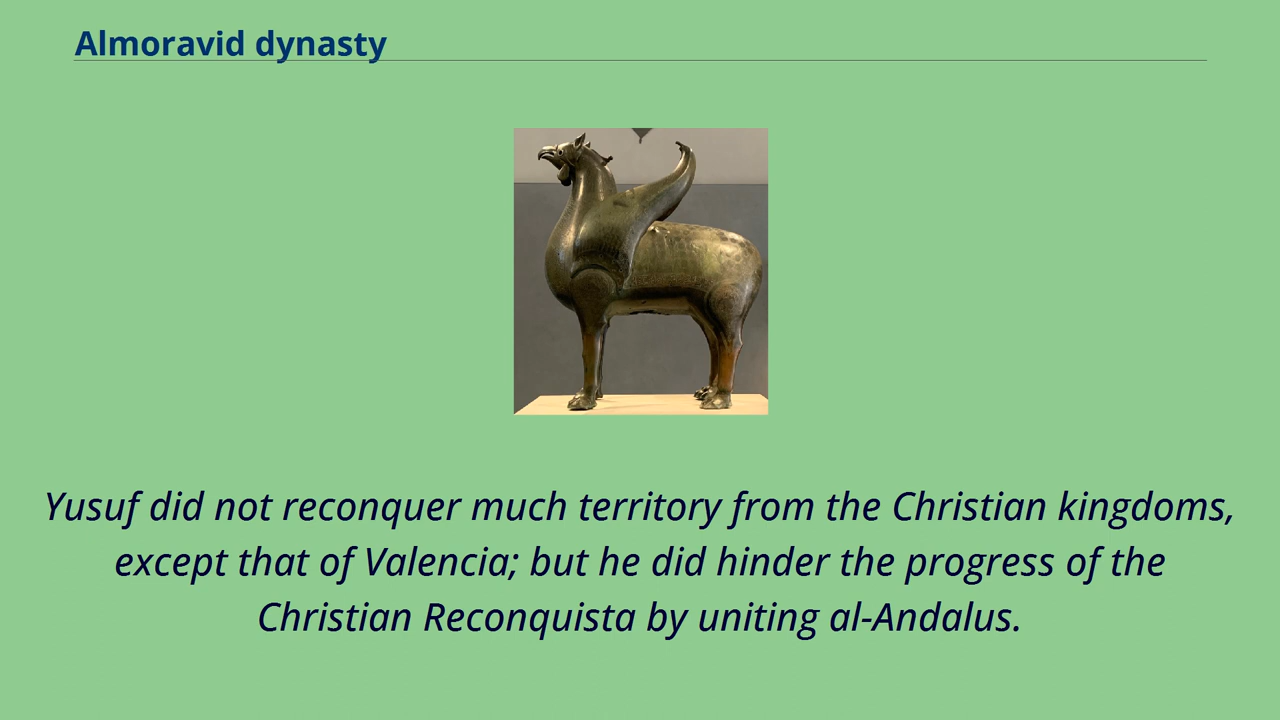 Almoravid dynasty
Yusuf did not reconquer much territory from the Christian kingdoms,
except that of Valencia; but he did hinder the progress of the
Christian Reconquista by uniting al-Andalus.